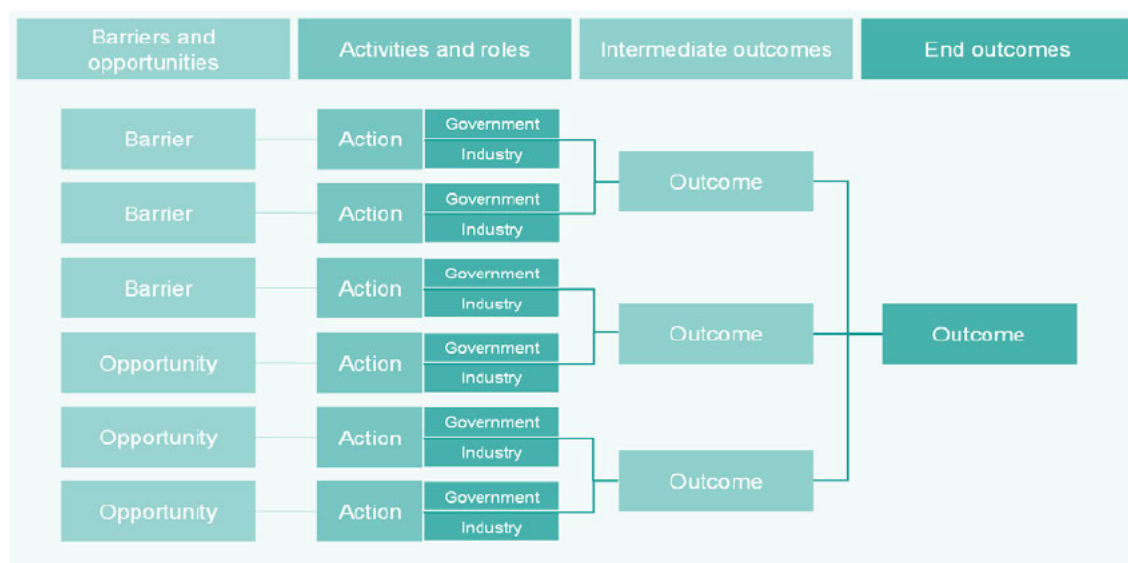 Barriers and
opportunities
Activities and roles
Intermediate outcomes
End outcomes
Barrier
Action
Government
Industry
Outcome
Barrier
Action
Government
Industry
Barrier
Action
Government
Industry
Outcome
Outcome
Opportunity
Action
Government
Industry
Opportunity
Action
Government
Industry
Outcome
Opportunity
Action
Government
Industry